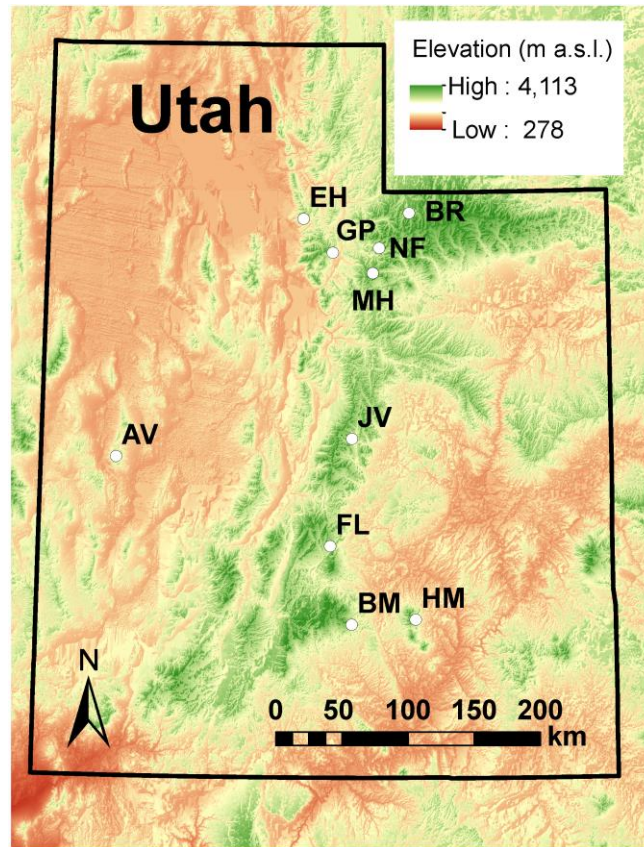 Elevation (m a.s.l.)
High : 4,113
Low : 278
Utah
EH
BR
GP
NF
MH
JV
AV
FL
BM
HM
N
0 50 100 150 200
km